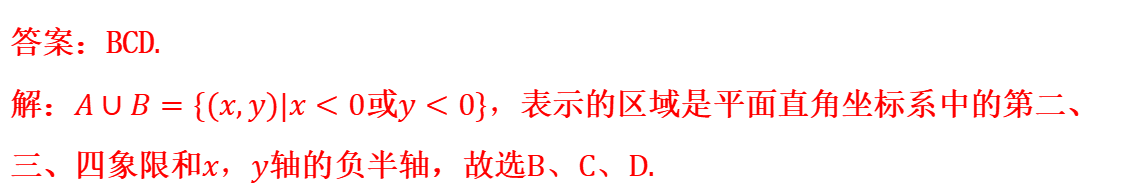 答案：BCD.
解：A ∪ B = {(x, y)|x < 0或y < 0}，表示的区域是平面直角坐标系中的第二、
三、四象限和x，y轴的负半轴，故选B、C、D.